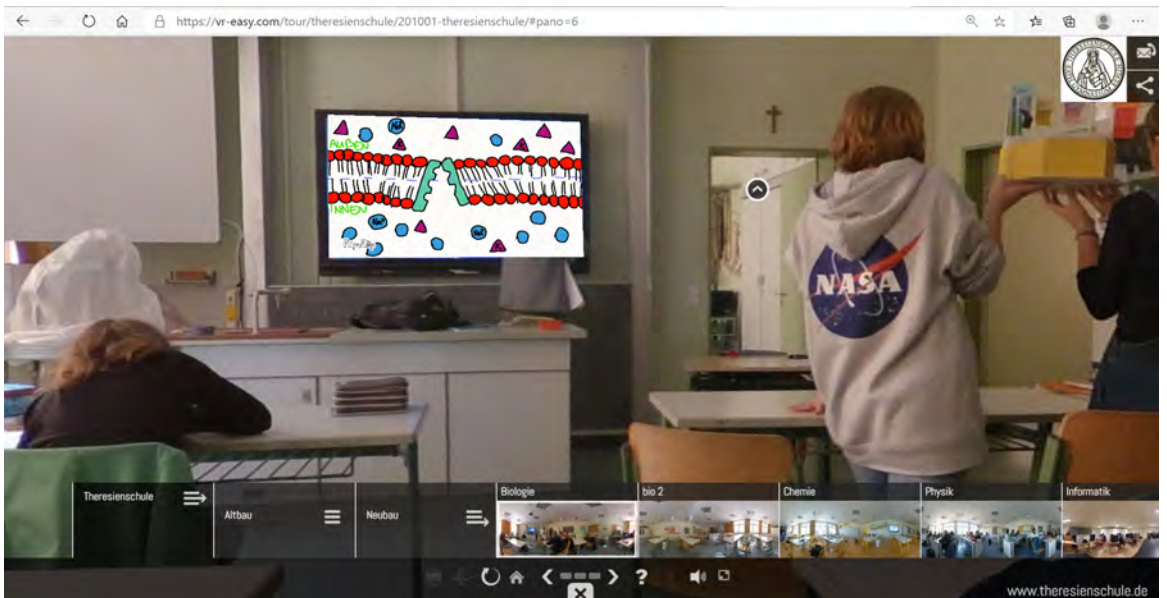 https://vr-easy.com/tour/theresienschule/201001-theresienschule/#pano=6
AUßEN
INNEN
NASA
Theresienschule
Altbau
Neubau
Biologie
bio 2
Chemie
Physik
Informatik
?
www.theresienschule.de